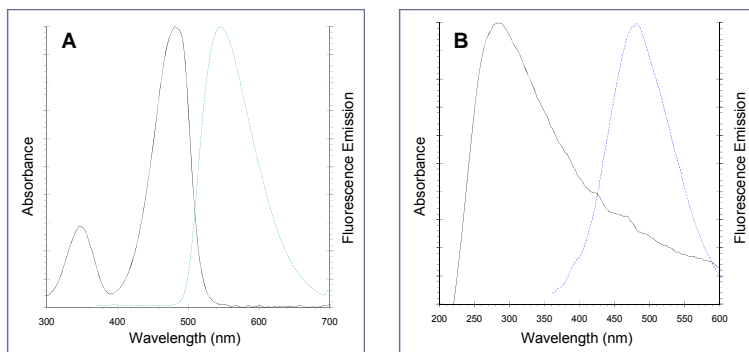 A
Absorbance
Fluorescence Emission
300 400 500 600 700
Wavelength (nm)
B
Absorbance
Fluorescence Emission
200 250 300 350 400 450 500 550 600
Wavelength (nm)